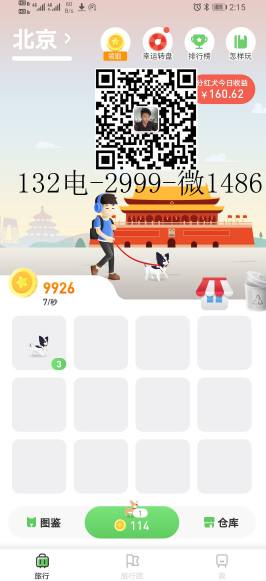 2:15
北京 >
领取
幸运转盘
排行榜
怎样玩
分红犬今日收益
¥160.62
132电-2999-微1486
9926
7/秒
3
图鉴
1
114
仓库
旅行
旅行团
我